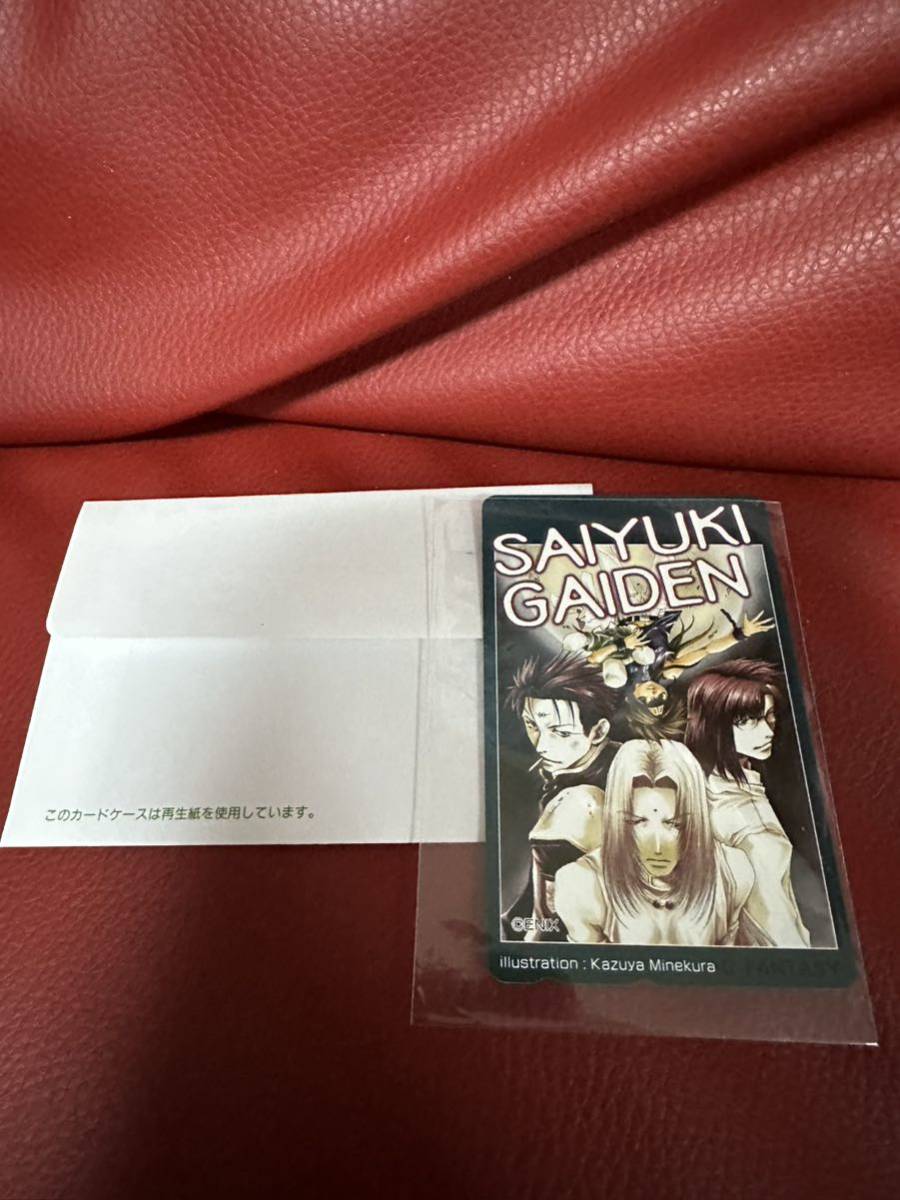 SAIYUKI
GAIDEN
©ENIX
illustration : Kazuya Minekura
FANTASY
このカードケースは再生紙を使用しています。